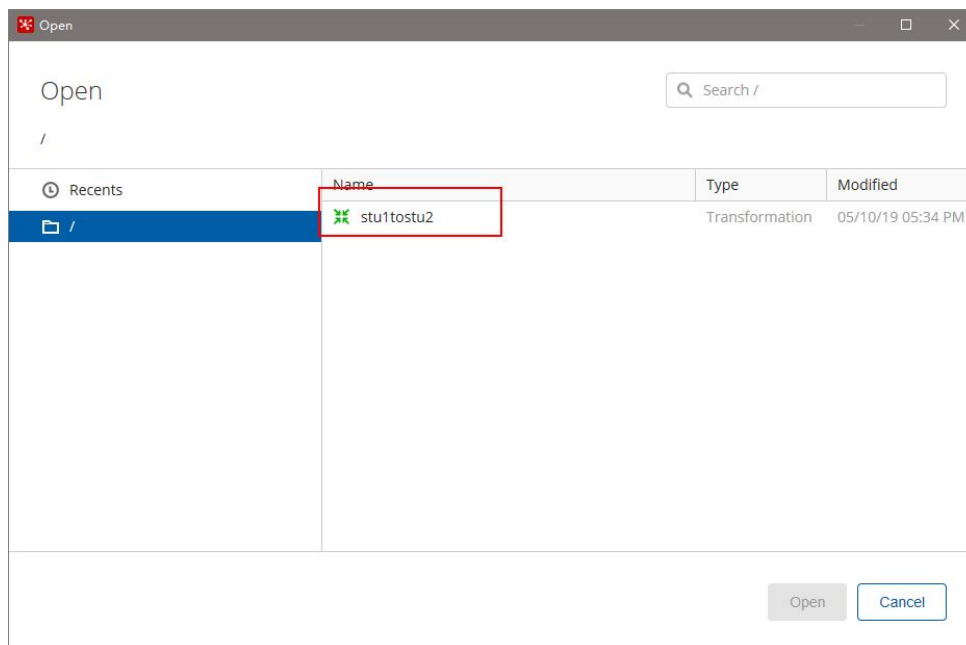 Open
Open
Search /
/
Recents
/
Name Type Modified
stu1tostu2 Transformation 05/10/19 05:34 PM
Open Cancel